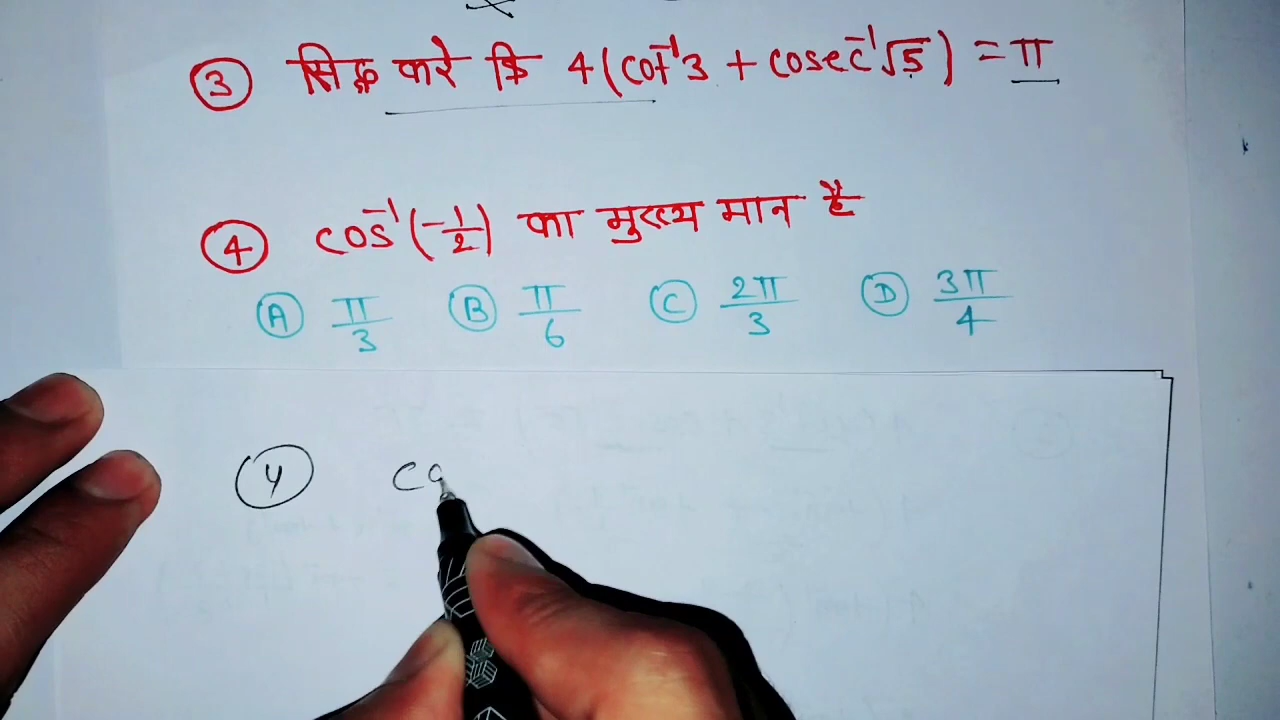 ③ सिद्ध करे कि 4(cot⁻¹3 + cosec⁻¹√5) = π
④ cos⁻¹(-1/2) का मुख्य मान है
Ⓐ π/3 Ⓑ π/6 Ⓒ 2π/3 Ⓓ 3π/4
④ co